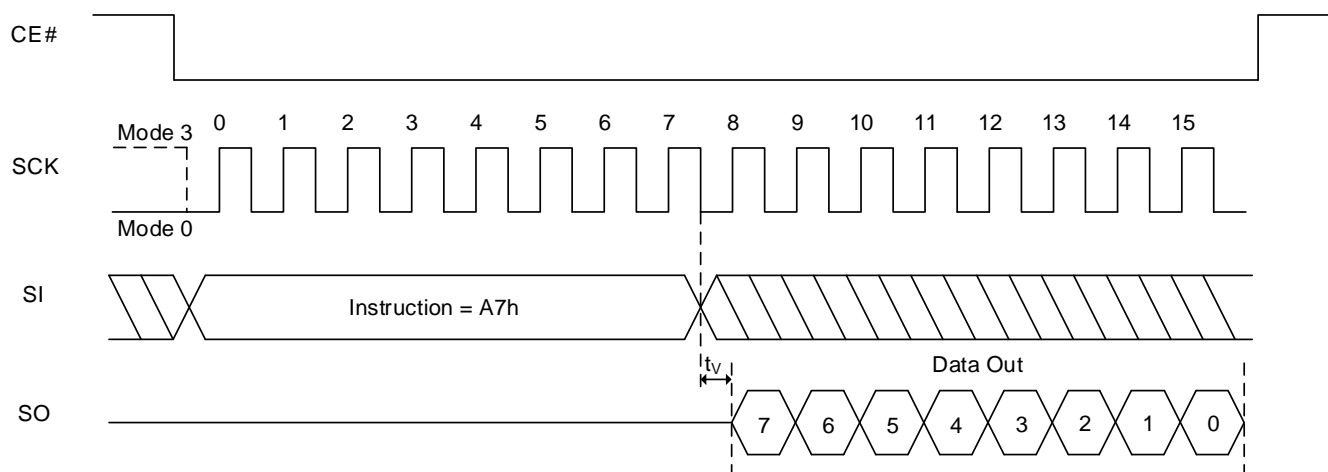 CE#
Mode 3 0 1 2 3 4 5 6 7 8 9 10 11 12 13 14 15
SCK
Mode 0
SI Instruction = A7h
tV Data Out
SO 7 6 5 4 3 2 1 0